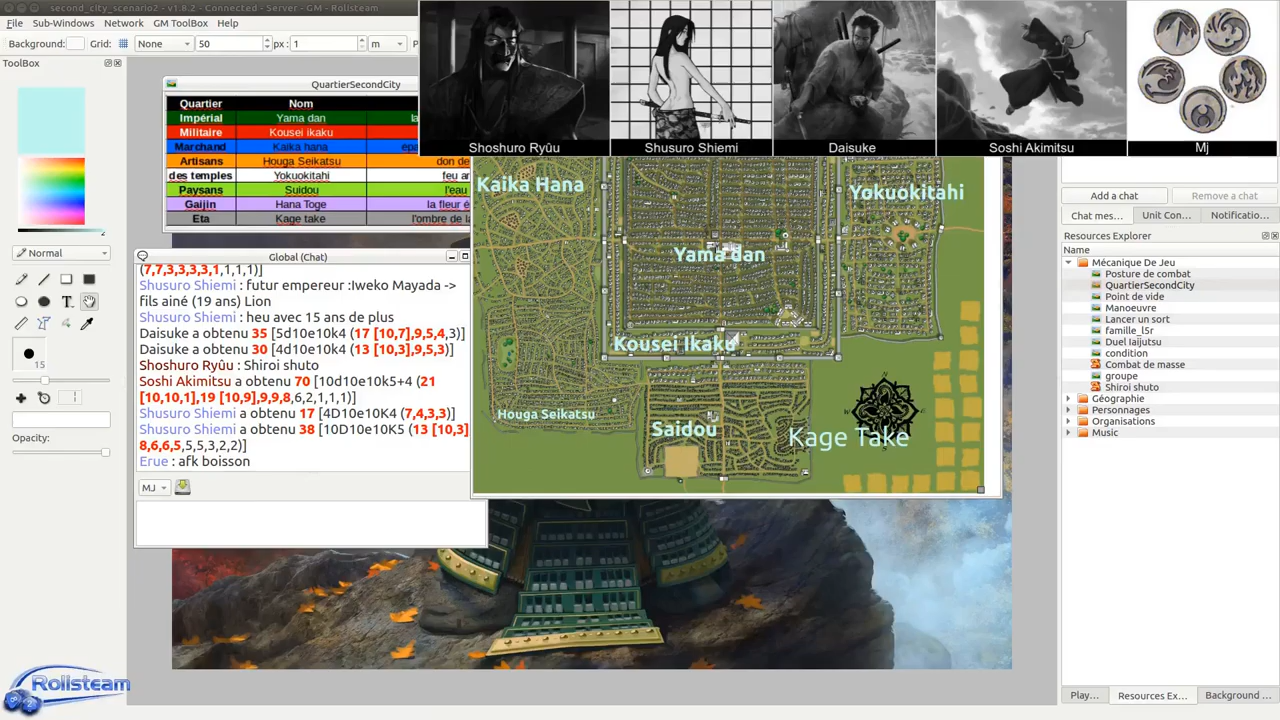 second_city_scenario2 - v1.8.2 - Connected - Server - GM - Rolisteam
File Sub-Windows Network GM ToolBox Help
Background: Grid: None 50 px : 1 m
ToolBox
Normal
15
Opacity:
Rolisteam
QuartierSecondCity
Quartier Nom
Impérial Yama dan
Militaire Kousei ikaku
Marchand Kaika hana
Artisans Houga Seikatsu don de
des temples Yokuokitahi feu ar
Paysans Suidou l'eau
Gaijin Hana Toge la fleur é
Eta Kage take l'ombre de la
Global (Chat)
(7,7,3,3,3,3,1,1,1,1)]
Shusuro Shiemi : futur empereur :Iweko Mayada ->
fils ainé (19 ans) Lion
Shusuro Shiemi : heu avec 15 ans de plus
Daisuke a obtenu 35 [5d10e10k4 (17 [10,7],9,5,4,3)]
Daisuke a obtenu 30 [4d10e10k4 (13 [10,3],9,5,3)]
Shoshuro Ryûu : Shiroi shuto
Soshi Akimitsu a obtenu 70 [10d10e10k5+4 (21
[10,10,1],19 [10,9],9,9,8,6,2,1,1,1)]
Shusuro Shiemi a obtenu 17 [4D10e10K4 (7,4,3,3)]
Shusuro Shiemi a obtenu 38 [10D10e10K5 (13 [10,3]
8,6,6,5,5,5,3,2,2)]
Erue : afk boisson
MJ
Shoshuro Ryûu
Shusuro Shiemi
Daisuke
Soshi Akimitsu
Mj
Kaika Hana
Yokuokitahi
Yama dan
Kousei Ikaku
Houga Seikatsu
Saidou
Kage Take
Add a chat Remove a chat
Chat mes... Unit Con... Notificatio...
Resources Explorer
Name
Mécanique De Jeu
Posture de combat
QuartierSecondCity
Point de vide
Manoeuvre
Lancer un sort
famille_l5r
Duel Iaijutsu
condition
Combat de masse
groupe
Shiroi shuto
Géographie
Personnages
Organisations
Music
Play... Resources Ex... Background ...